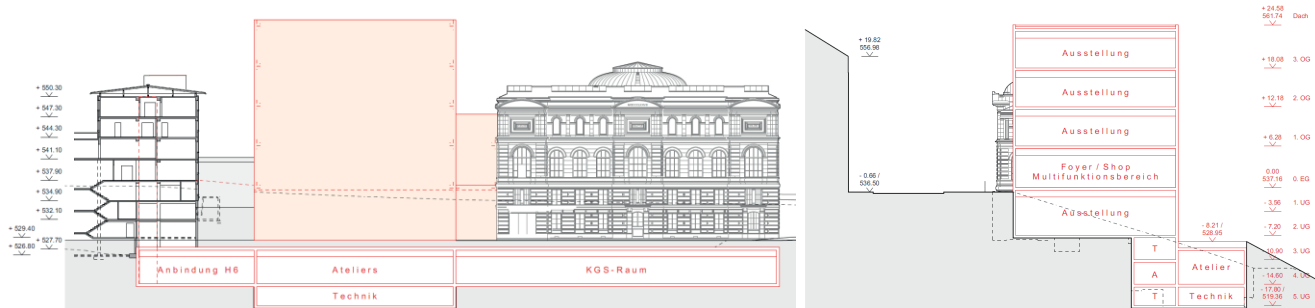 + 550.30
+ 547.30
+ 544.30
+ 541.10
+ 537.90
+ 534.90
+ 532.10
+ 529.40
+ 527.70
+ 526.80
Anbindung H6
Ateliers
KGS-Raum
Technik
+ 19.82
556.98
- 0.66 /
536.50
Ausstellung
Ausstellung
Ausstellung
Foyer / Shop
Multifunktionsbereich
Ausstellung
T
A
T
Atelier
Technik
- 8.21 /
528.95
+ 24.58
561.74 Dach
+ 18.08 3. OG
+ 12.18 2. OG
+ 6.28 1. OG
0.00
537.16 0. EG
- 3.56 1. UG
- 7.20 2. UG
- 10.90 3. UG
- 14.60 4. UG
- 17.80 /
519.36 5. UG